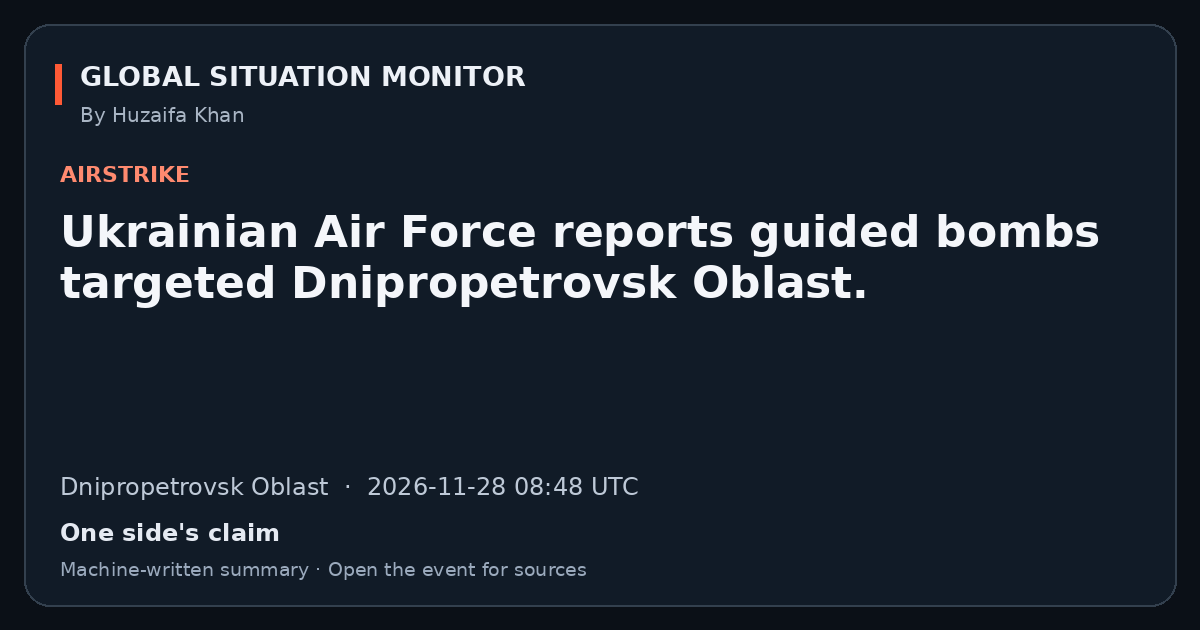 GLOBAL SITUATION MONITOR
By Huzaifa Khan
AIRSTRIKE
Ukrainian Air Force reports guided bombs
targeted Dnipropetrovsk Oblast.
Dnipropetrovsk Oblast · 2026-11-28 08:48 UTC
One side's claim
Machine-written summary · Open the event for sources